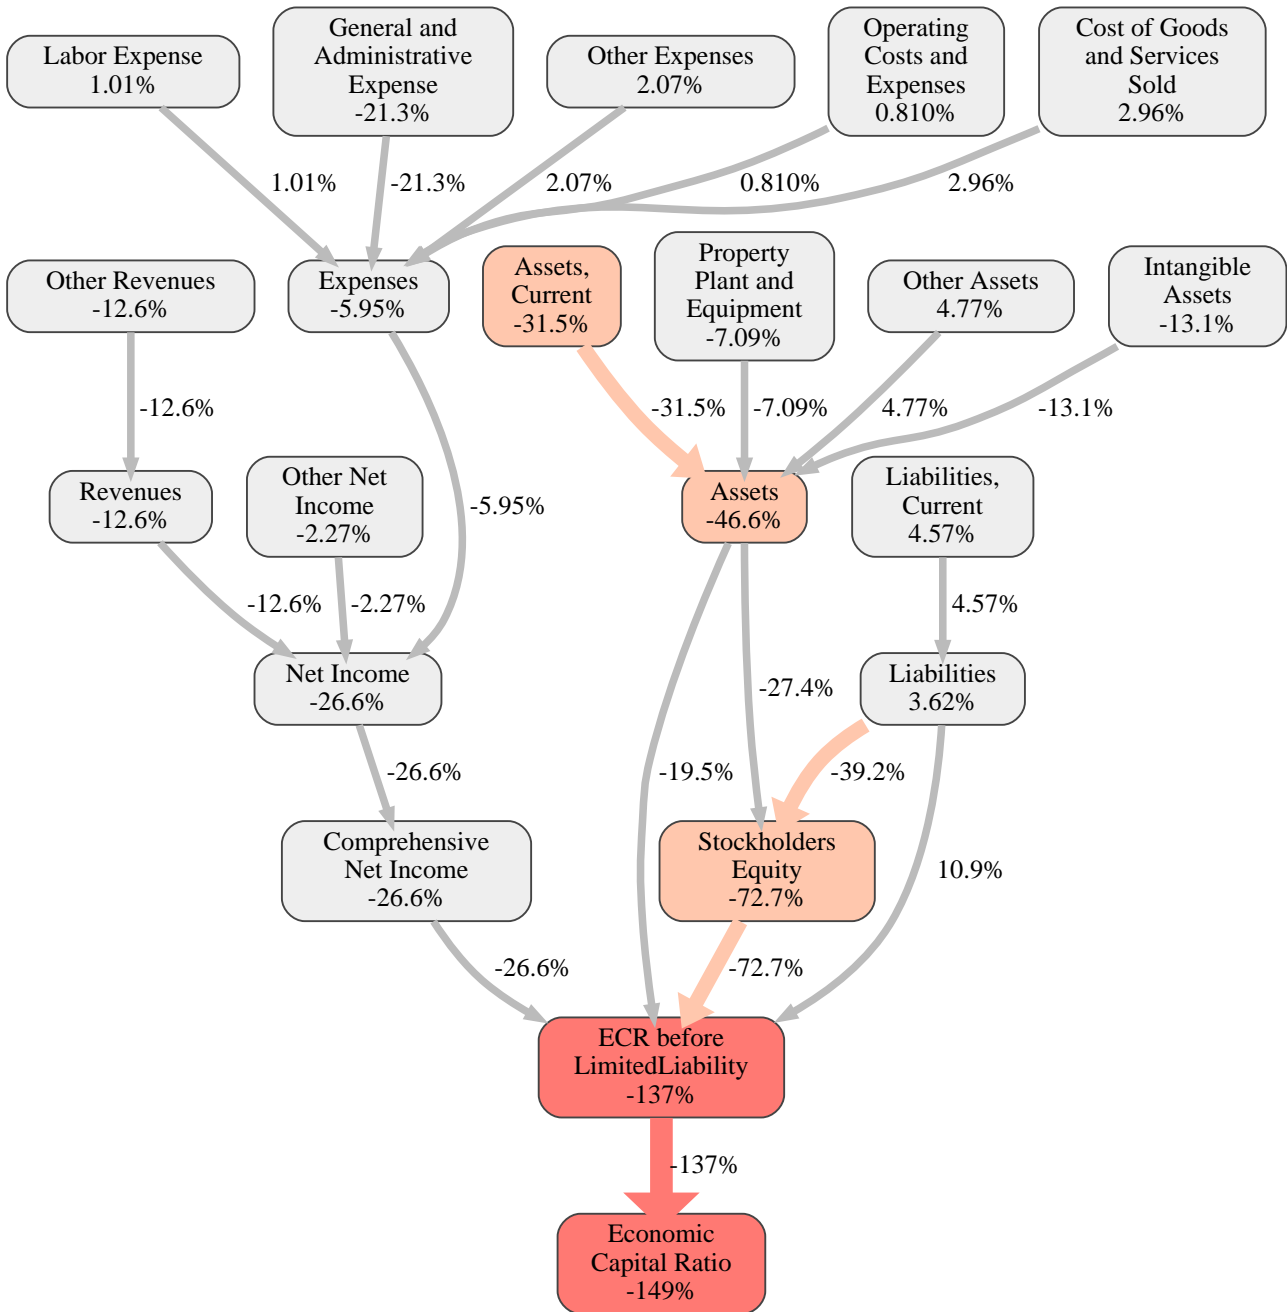 Labor Expense
1.01%
General and
Administrative
Expense
-21.3%
Other Expenses
2.07%
Operating
Costs and
Expenses
0.810%
Cost of Goods
and Services
Sold
2.96%
1.01%
-21.3%
2.07%
0.810%
2.96%
Other Revenues
-12.6%
Expenses
-5.95%
Assets,
Current
-31.5%
Property
Plant and
Equipment
-7.09%
Other Assets
4.77%
Intangible
Assets
-13.1%
-12.6%
-31.5%
-7.09%
4.77%
-13.1%
Revenues
-12.6%
Other Net
Income
-2.27%
-5.95%
Assets
-46.6%
Liabilities,
Current
4.57%
-12.6%
-2.27%
4.57%
Net Income
-26.6%
-27.4%
Liabilities
3.62%
-26.6%
-19.5%
-39.2%
Comprehensive
Net Income
-26.6%
Stockholders
Equity
-72.7%
10.9%
-26.6%
-72.7%
ECR before
LimitedLiability
-137%
-137%
Economic
Capital Ratio
-149%